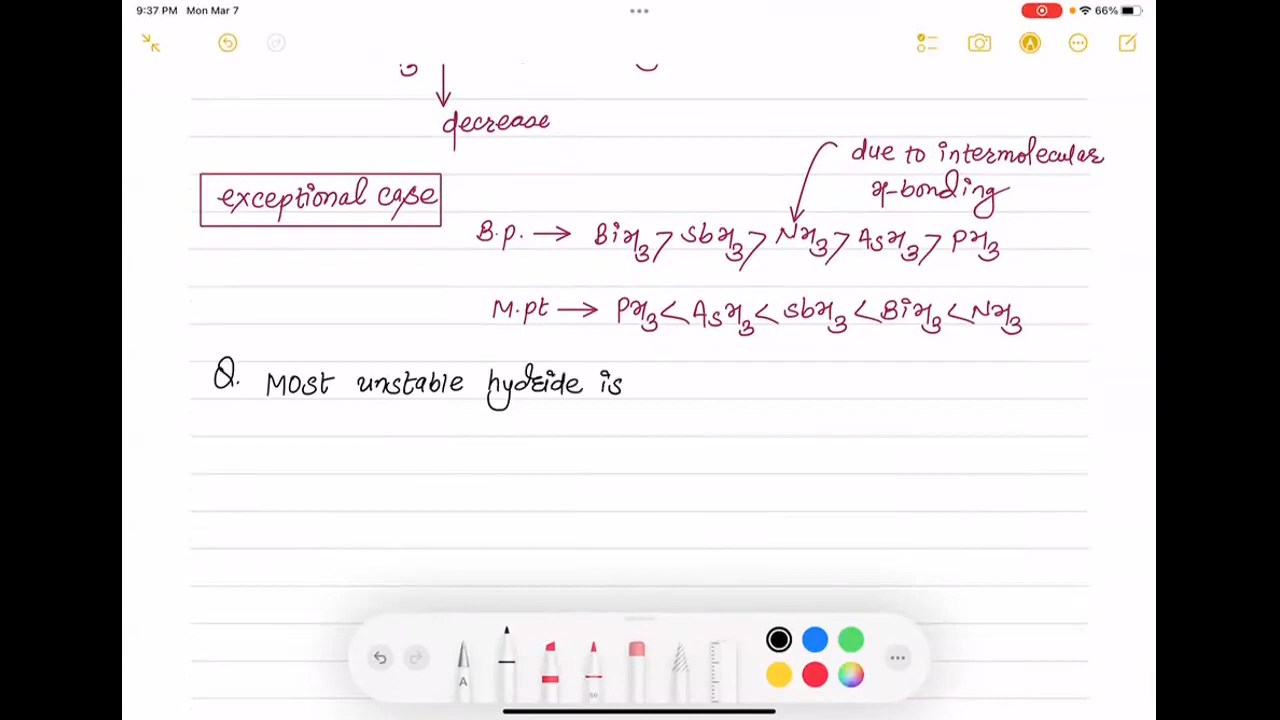 9:37 PM Mon Mar 7
66%
decrease
due to intermolecular
H-bonding
exceptional case
B.p. → BiH₃ > SbH₃ > NH₃ > AsH₃ > PH₃
M.pt → PH₃ < AsH₃ < SbH₃ < BiH₃ < NH₃
Q. Most unstable hydride is
A
50